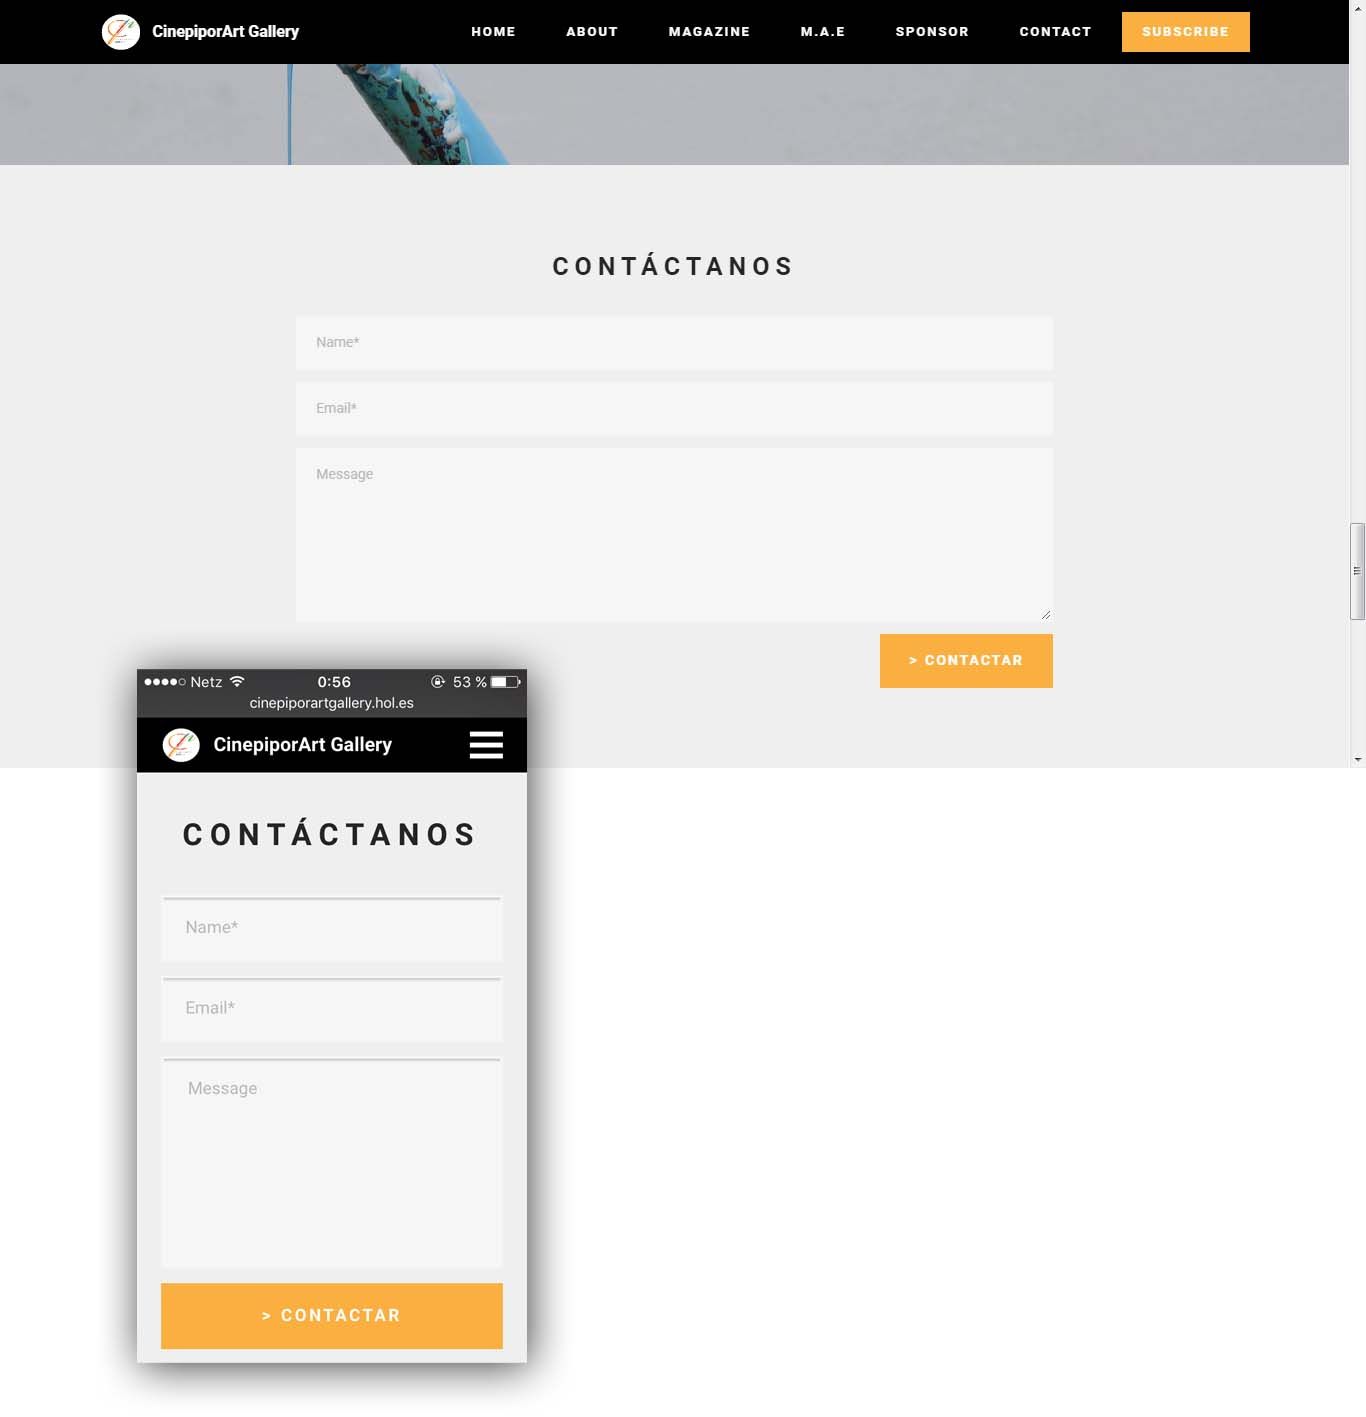 CinepiporArt Gallery HOME ABOUT MAGAZINE M.A.E SPONSOR CONTACT SUBSCRIBE
CONTÁCTANOS
Name*
Email*
Message
> CONTACTAR
Netz 0:56 53 %
cinepiporartgallery.hol.es
CinepiporArt Gallery
CONTÁCTANOS
Name*
Email*
Message
> CONTACTAR